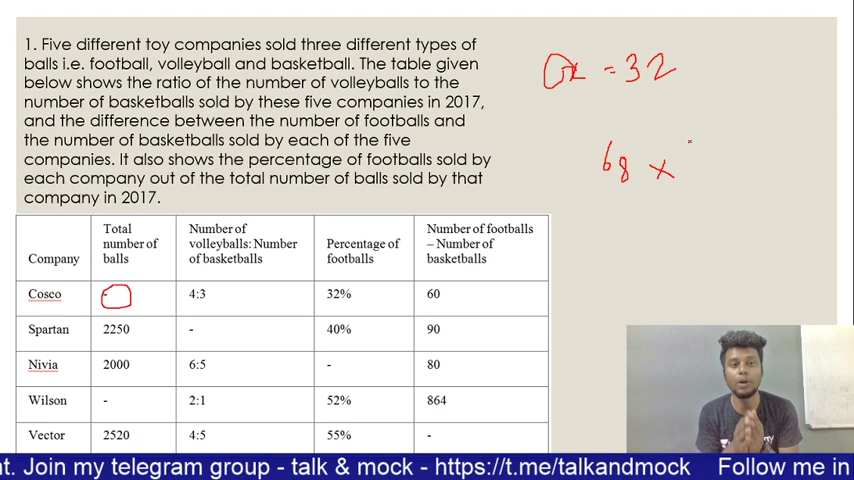 1. Five different toy companies sold three different types of
balls i.e. football, volleyball and basketball. The table given
below shows the ratio of the number of volleyballs to the
number of basketballs sold by these five companies in 2017,
and the difference between the number of footballs and
the number of basketballs sold by each of the five
companies. It also shows the percentage of footballs sold by
each company out of the total number of balls sold by that
company in 2017.
= 32
68 x
Company Total number of balls Number of volleyballs: Number of basketballs Percentage of footballs Number of footballs – Number of basketballs
Cosco - 4:3 32% 60
Spartan 2250 - 40% 90
Nivia 2000 6:5 - 80
Wilson - 2:1 52% 864
Vector 2520 4:5 55% -
t. Join my telegram group - talk & mock - https://t.me/talkandmock Follow me in